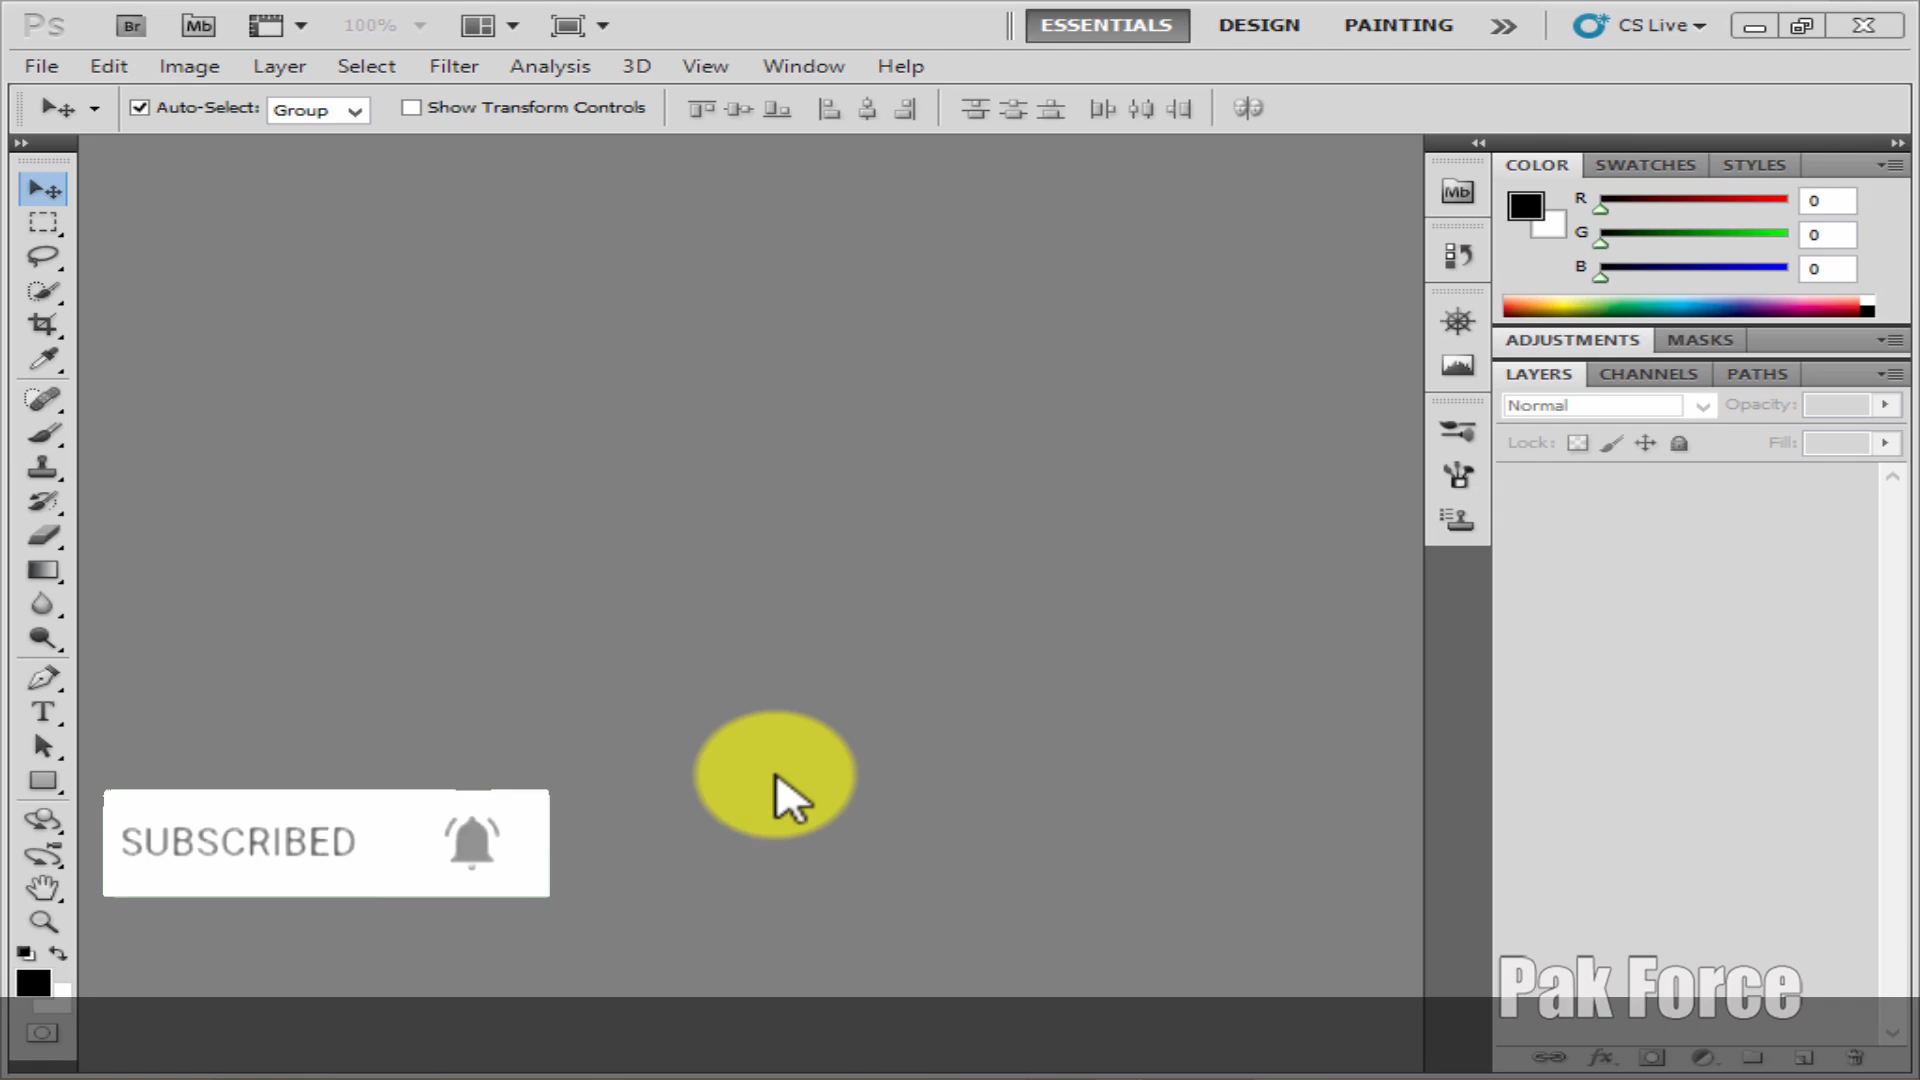 Ps Br Mb 100% ESSENTIALS DESIGN PAINTING CS Live
File Edit Image Layer Select Filter Analysis 3D View Window Help
Auto-Select: Group Show Transform Controls
COLOR SWATCHES STYLES
Mb
R 0
G 0
B 0
ADJUSTMENTS MASKS
LAYERS CHANNELS PATHS
Normal Opacity:
Lock: Fill:
T
SUBSCRIBED
Pak Force
fx